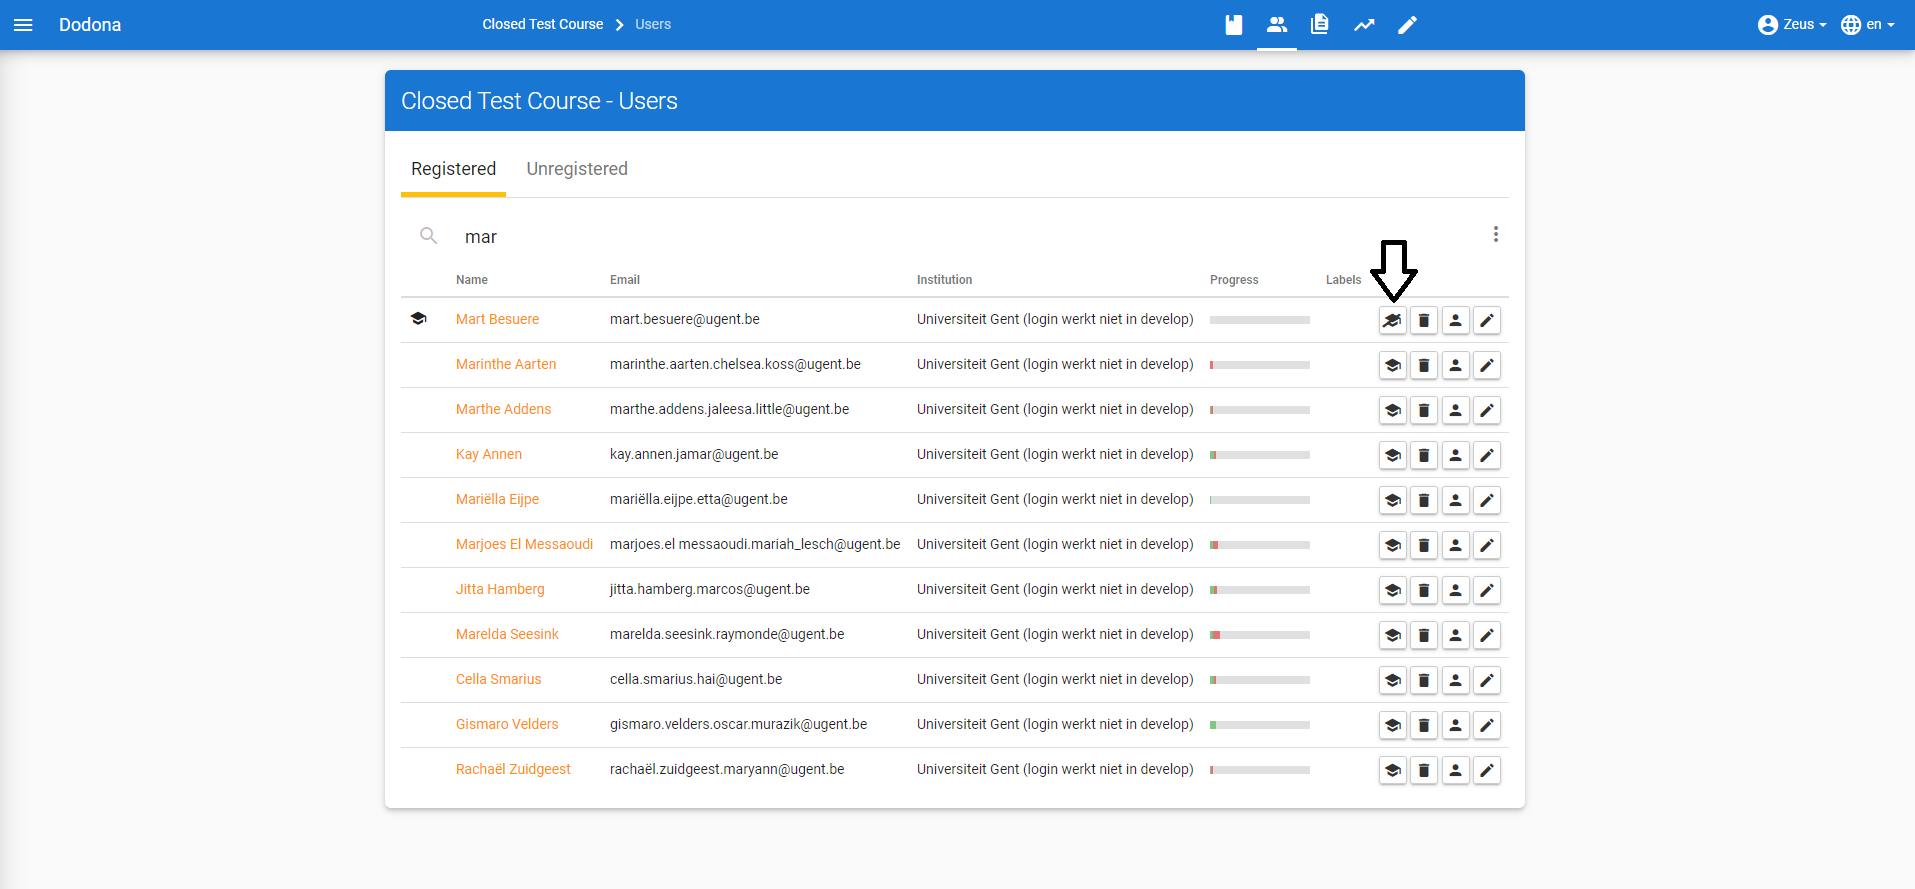 Dodona
Closed Test Course Users
Zeus
en
Closed Test Course - Users
Registered Unregistered
mar
Name Email Institution Progress Labels
Mart Besuere mart.besuere@ugent.be Universiteit Gent (login werkt niet in develop)
Marinthe Aarten marinthe.aarten.chelsea.koss@ugent.be Universiteit Gent (login werkt niet in develop)
Marthe Addens marthe.addens.jaleesa.little@ugent.be Universiteit Gent (login werkt niet in develop)
Kay Annen kay.annen.jamar@ugent.be Universiteit Gent (login werkt niet in develop)
Mariëlla Eijpe mariëlla.eijpe.etta@ugent.be Universiteit Gent (login werkt niet in develop)
Marjoes El Messaoudi marjoes.el messaoudi.mariah_lesch@ugent.be Universiteit Gent (login werkt niet in develop)
Jitta Hamberg jitta.hamberg.marcos@ugent.be Universiteit Gent (login werkt niet in develop)
Marelda Seesink marelda.seesink.raymonde@ugent.be Universiteit Gent (login werkt niet in develop)
Cella Smarius cella.smarius.hai@ugent.be Universiteit Gent (login werkt niet in develop)
Gismaro Velders gismaro.velders.oscar.murazik@ugent.be Universiteit Gent (login werkt niet in develop)
Rachaël Zuidgeest rachaël.zuidgeest.maryann@ugent.be Universiteit Gent (login werkt niet in develop)